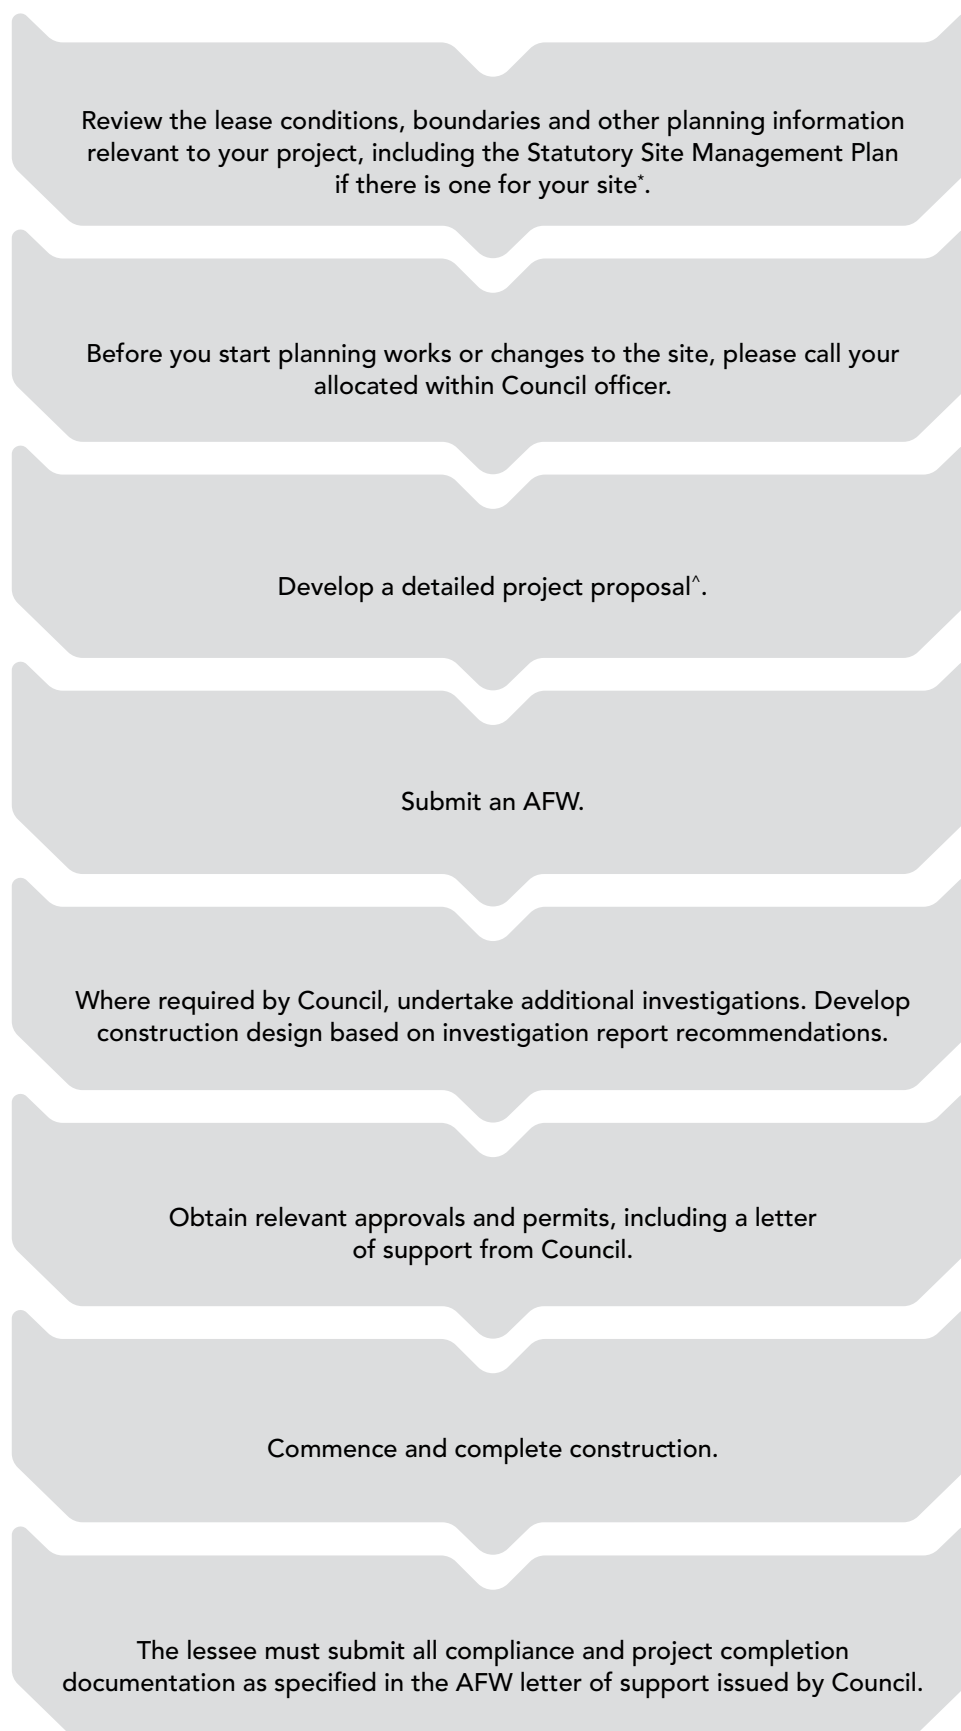 Review the lease conditions, boundaries and other planning information
relevant to your project, including the Statutory Site Management Plan
if there is one for your site*.
Before you start planning works or changes to the site, please call your
allocated within Council officer.
Develop a detailed project proposal^.
Submit an AFW.
Where required by Council, undertake additional investigations. Develop
construction design based on investigation report recommendations.
Obtain relevant approvals and permits, including a letter
of support from Council.
Commence and complete construction.
The lessee must submit all compliance and project completion
documentation as specified in the AFW letter of support issued by Council.